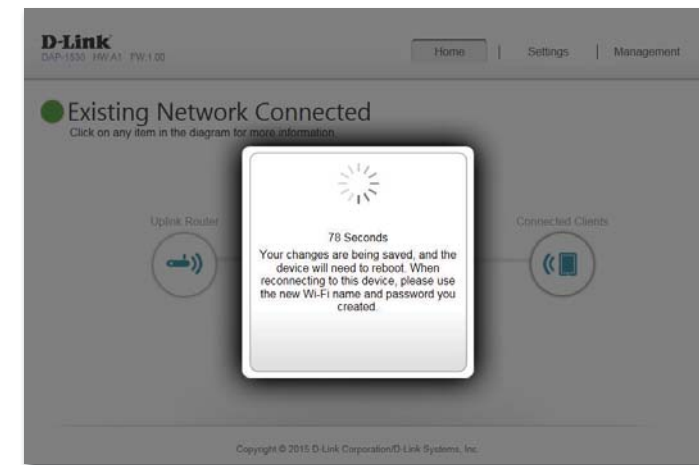 D-Link
DAP-1530 HW:A1 FW:1.00
Home | Settings | Management
Existing Network Connected
Click on any item in the diagram for more information.
Uplink Router
Connected Clients
78 Seconds
Your changes are being saved, and the
device will need to reboot. When
reconnecting to this device, please use
the new Wi-Fi name and password you
created.
Copyright © 2015 D-Link Corporation/D-Link Systems, Inc.